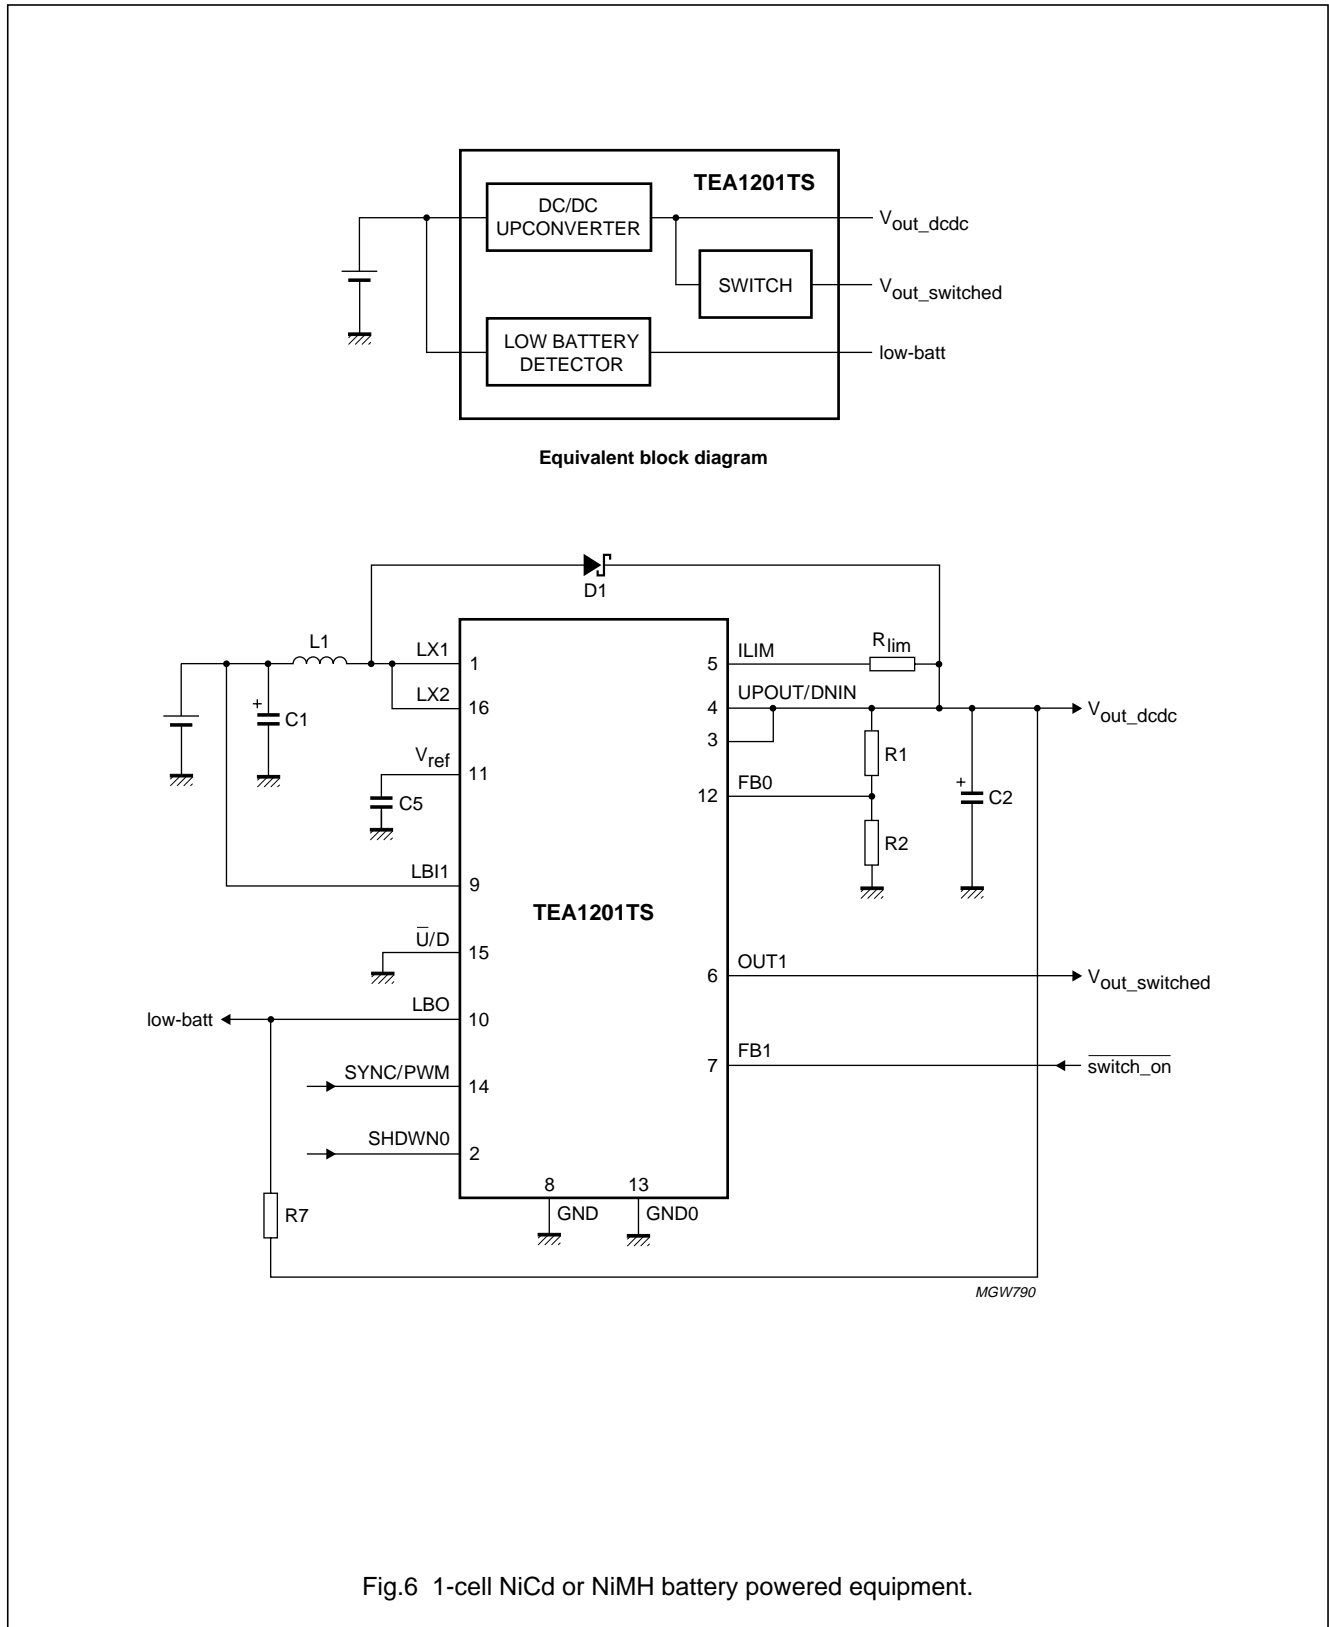 TEA1201TS
DC/DC
UPCONVERTER
V_out_dcdc
SWITCH
V_out_switched
LOW BATTERY
DETECTOR
low-batt
Equivalent block diagram
D1
L1
LX1
1
5
ILIM
R_lim
LX2
16
4
UPOUT/DNIN
V_out_dcdc
+
C1
3
R1
V_ref
11
C5
12
FB0
+
C2
R2
LBI1
9
TEA1201TS
U̅/D
15
6
OUT1
V_out_switched
low-batt
LBO
10
7
FB1
s̅w̅i̅t̅c̅h̅_̅o̅n̅
SYNC/PWM
14
SHDWN0
2
8
13
R7
GND
GND0
MGW790
Fig.6 1-cell NiCd or NiMH battery powered equipment.